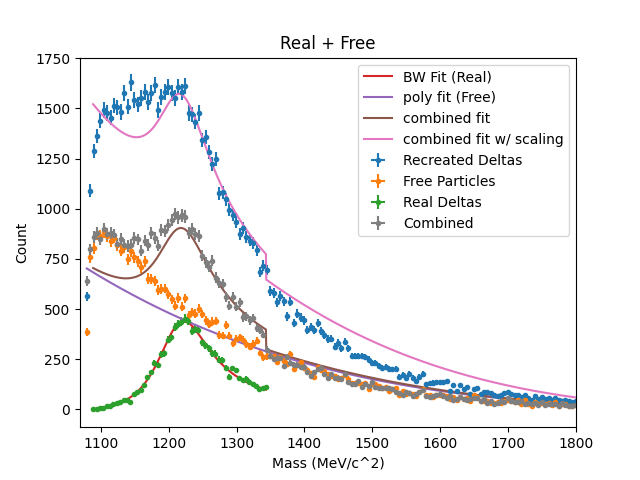 Real + Free
1750
1500
1250
1000
750
500
250
0
Count
1100
1200
1300
1400
1500
1600
1700
1800
Mass (MeV/c^2)
BW Fit (Real)
poly fit (Free)
combined fit
combined fit w/ scaling
Recreated Deltas
Free Particles
Real Deltas
Combined